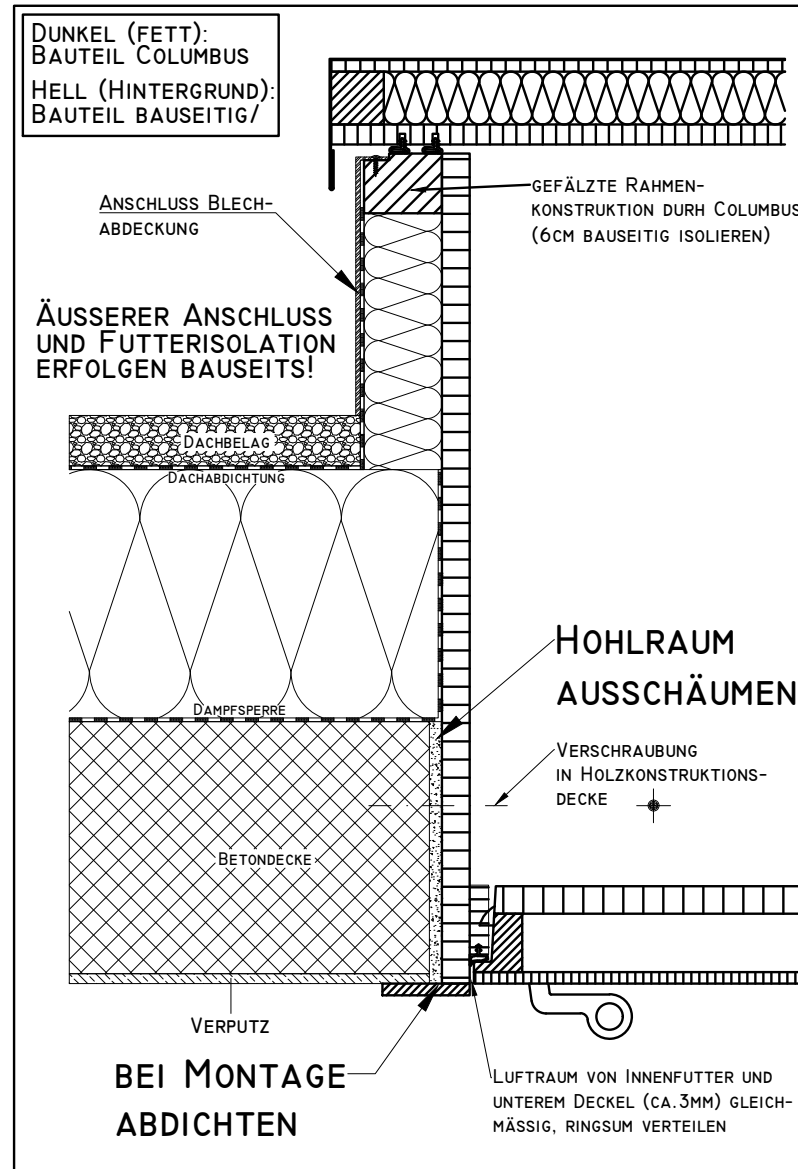 DUNKEL (FETT):
BAUTEIL COLUMBUS
HELL (HINTERGRUND):
BAUTEIL BAUSEITIG/
ANSCHLUSS BLECH-
ABDECKUNG
GEFÄLZTE RAHMEN-
KONSTRUKTION DURH COLUMBUS
(6CM BAUSEITIG ISOLIEREN)
ÄUSSERER ANSCHLUSS
UND FUTTERISOLATION
ERFOLGEN BAUSEITS!
DACHBELAG
DACHABDICHTUNG
HOHLRAUM
AUSSCHÄUMEN
DAMPFSPERRE
VERSCHRAUBUNG
IN HOLZKONSTRUKTIONS-
DECKE
BETONDECKE
VERPUTZ
BEI MONTAGE
ABDICHTEN
LUFTRAUM VON INNENFUTTER UND
UNTEREM DECKEL (CA.3MM) GLEICH-
MÄSSIG, RINGSUM VERTEILEN